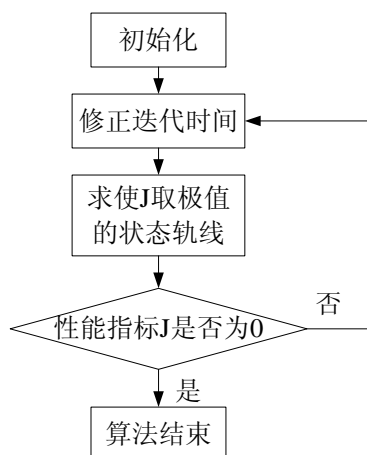 初始化
修正迭代时间
求使J取极值
的状态轨线
性能指标J是否为0
否
是
算法结束